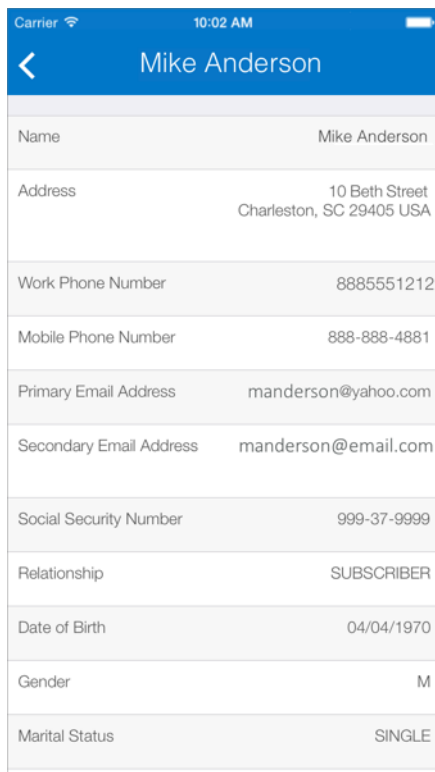 Carrier 10:02 AM
Mike Anderson
Name Mike Anderson
Address 10 Beth Street
Charleston, SC 29405 USA
Work Phone Number 8885551212
Mobile Phone Number 888-888-4881
Primary Email Address manderson@yahoo.com
Secondary Email Address manderson@email.com
Social Security Number 999-37-9999
Relationship SUBSCRIBER
Date of Birth 04/04/1970
Gender M
Marital Status SINGLE